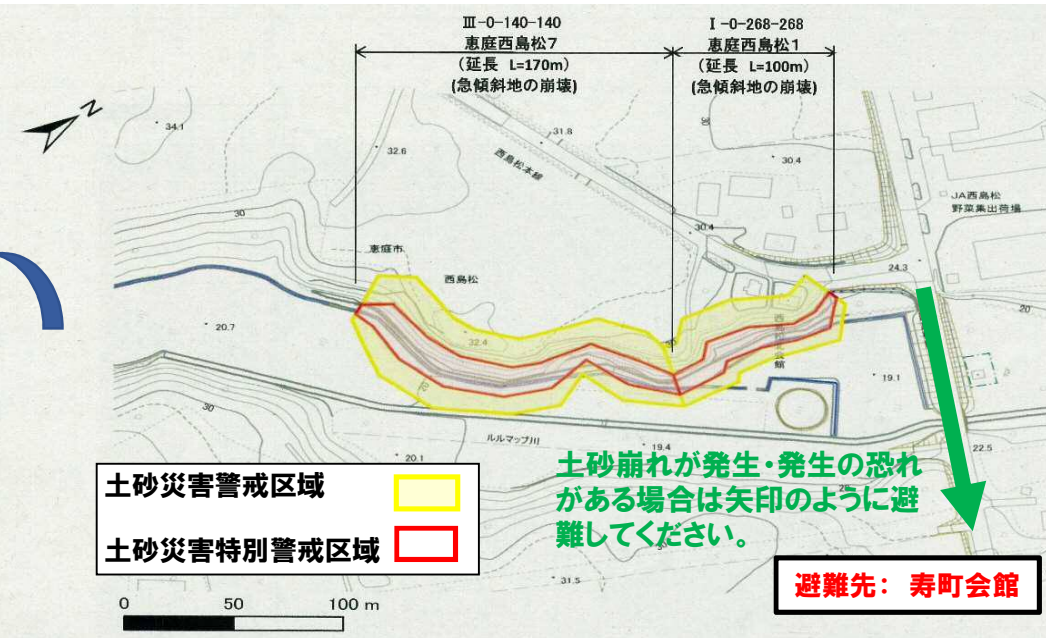 Ⅲ-0-140-140
恵庭西島松7
(延長 L=170m)
(急傾斜地の崩壊)
Ⅰ-0-268-268
恵庭西島松1
(延長 L=100m)
(急傾斜地の崩壊)
N
34.1
32.6
31.8
30
30.4
西島松本線
JA西島松
野菜集出荷場
30
30.4
恵庭市
西島松
24.3
20.7
32.4
20
19.1
30
ルルマップ川
19.4
22.5
20.1
土砂災害警戒区域
土砂災害特別警戒区域
土砂崩れが発生・発生の恐れ
がある場合は矢印のように避
難してください。
31.5
避難先: 寿町会館
0 50 100 m